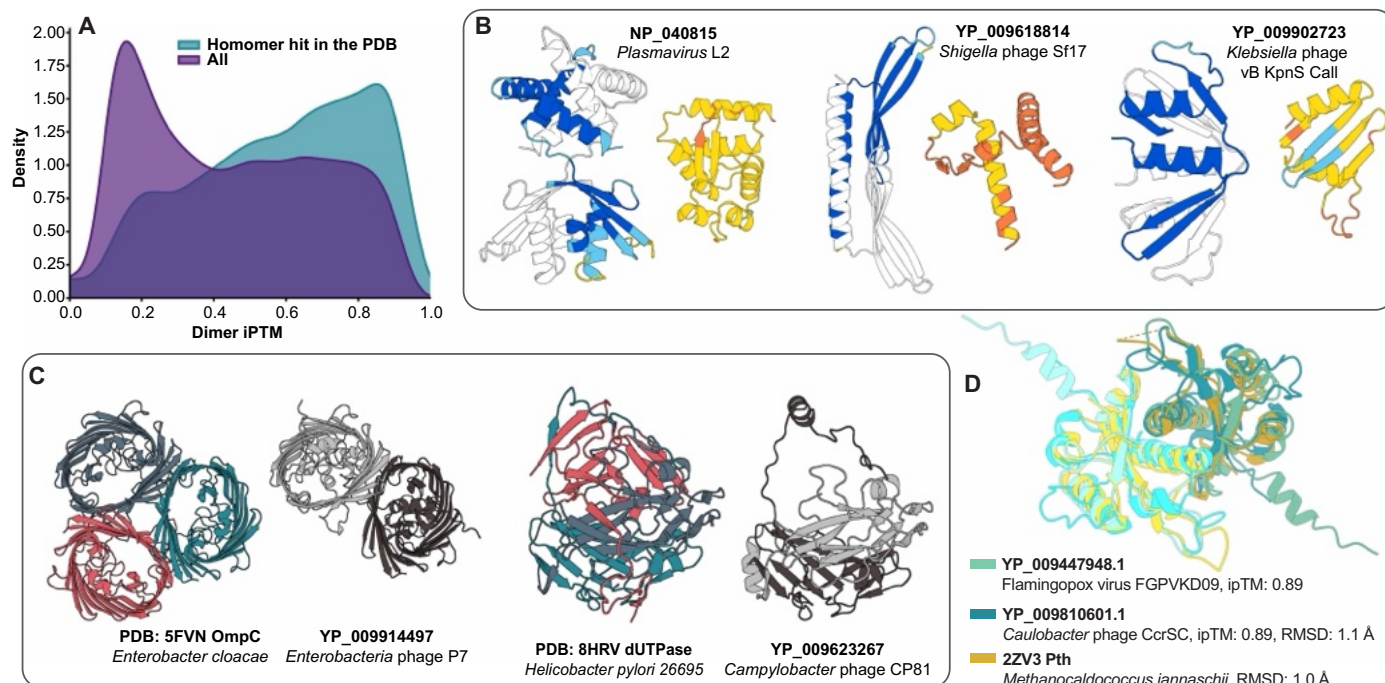 A
Homomer hit in the PDB
All
2.00
1.75
1.50
1.25
1.00
0.75
0.50
0.25
0.00
Density
0.0 0.2 0.4 0.6 0.8 1.0
Dimer iPTM
B
NP_040815
Plasmavirus L2
YP_009618814
Shigella phage Sf17
YP_009902723
Klebsiella phage
vB KpnS Call
C
PDB: 5FVN OmpC
Enterobacter cloacae
YP_009914497
Enterobacteria phage P7
PDB: 8HRV dUTPase
Helicobacter pylori 26695
YP_009623267
Campylobacter phage CP81
D
YP_009447948.1
Flamingopox virus FGPVKD09, ipTM: 0.89
YP_009810601.1
Caulobacter phage CcrSC, ipTM: 0.89, RMSD: 1.1 Å
2ZV3 Pth
Methanocaldococcus jannaschii, RMSD: 1.0 Å